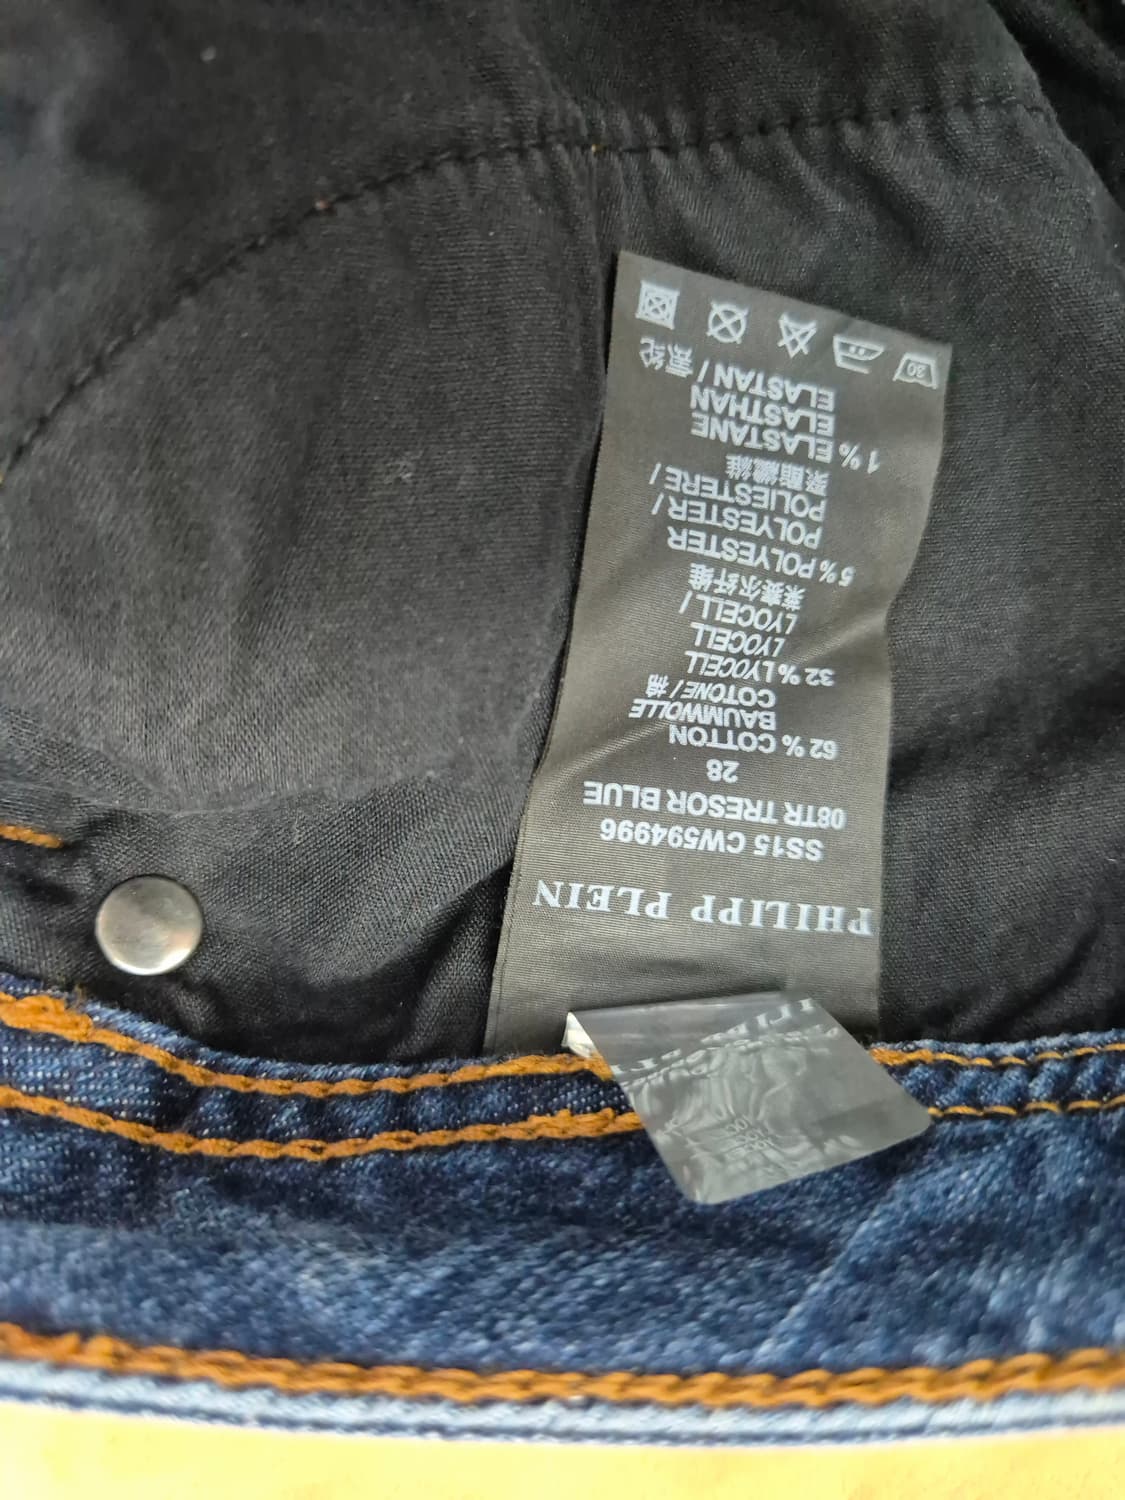 PHILIPP PLEIN
SS15 CW594996
08TR TRESOR BLUE
28
62 % COTTON
BAUMWOLLE
COTONE / 棉
32 % LYOCELL
LYOCELL
LYOCELL /
莱赛尔纤维
5 % POLYESTER
POLYESTER /
POLIESTERE /
聚酯纖維
1 % ELASTANE
ELASTHAN
ELASTAN / 氨纶
30